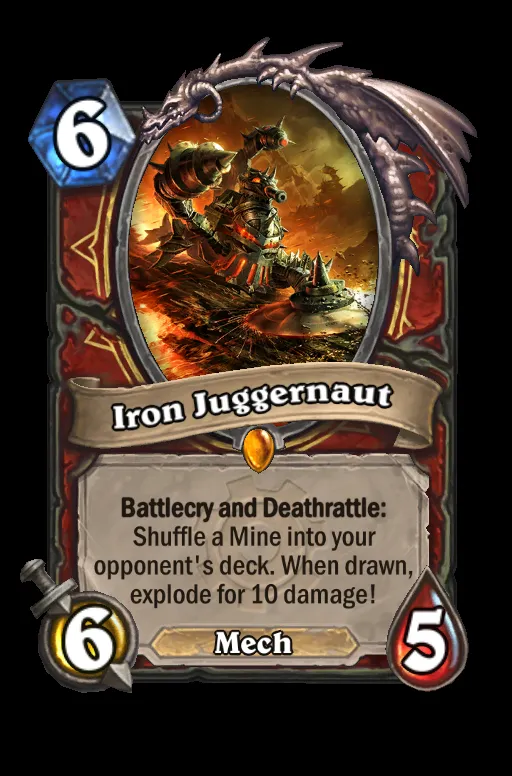 6
Iron Juggernaut
Battlecry and Deathrattle:
Shuffle a Mine into your
opponent's deck. When drawn,
explode for 10 damage!
6
Mech
5